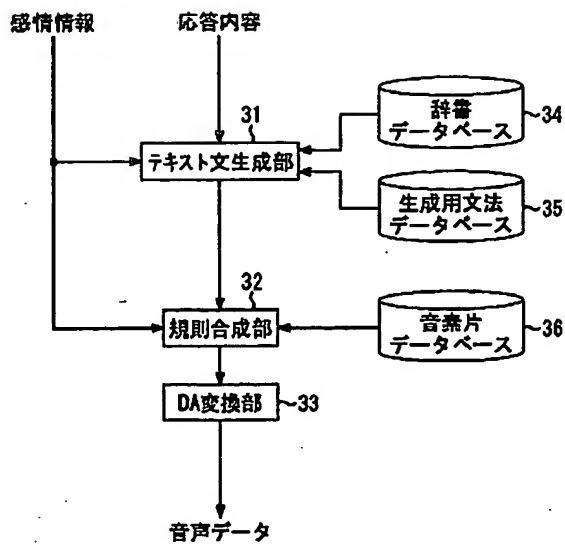 感情情報
応答内容
31
テキスト文生成部
辞書
データベース
34
生成用文法
データベース
35
32
規則合成部
音素片
データベース
36
DA変換部
33
音声データ